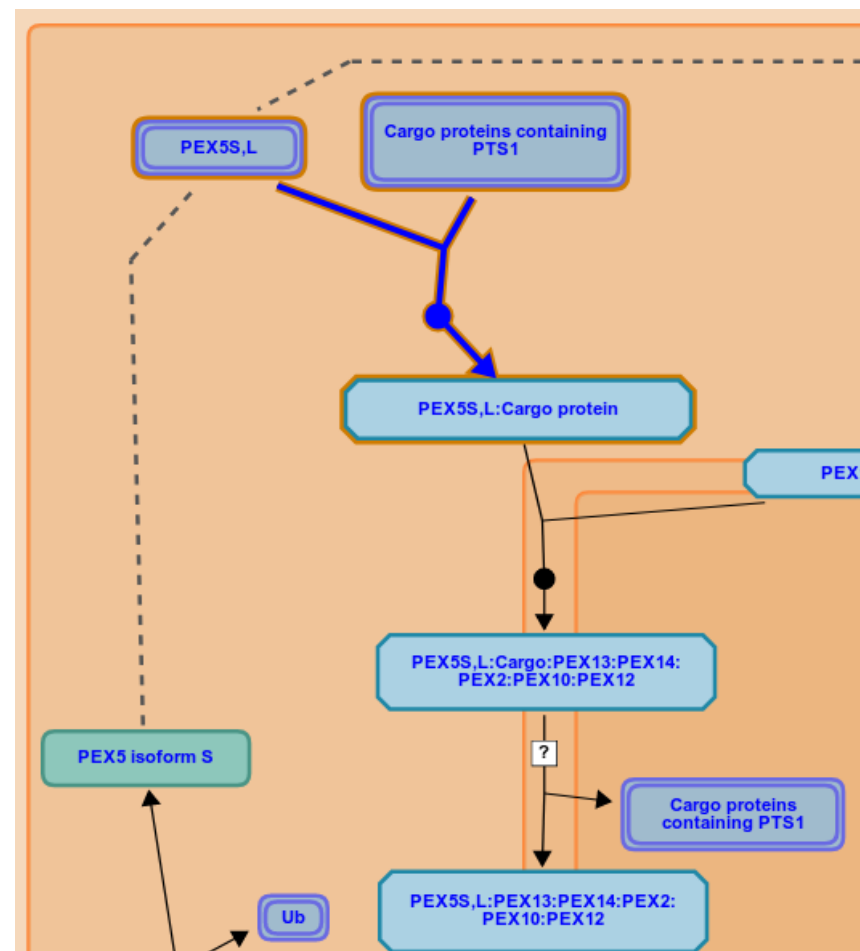 PEX5S,L
Cargo proteins containing
PTS1
PEX5S,L:Cargo protein
PEX
PEX5S,L:Cargo:PEX13:PEX14:
PEX2:PEX10:PEX12
?
PEX5 isoform S
Cargo proteins
containing PTS1
Ub
PEX5S,L:PEX13:PEX14:PEX2:
PEX10:PEX12